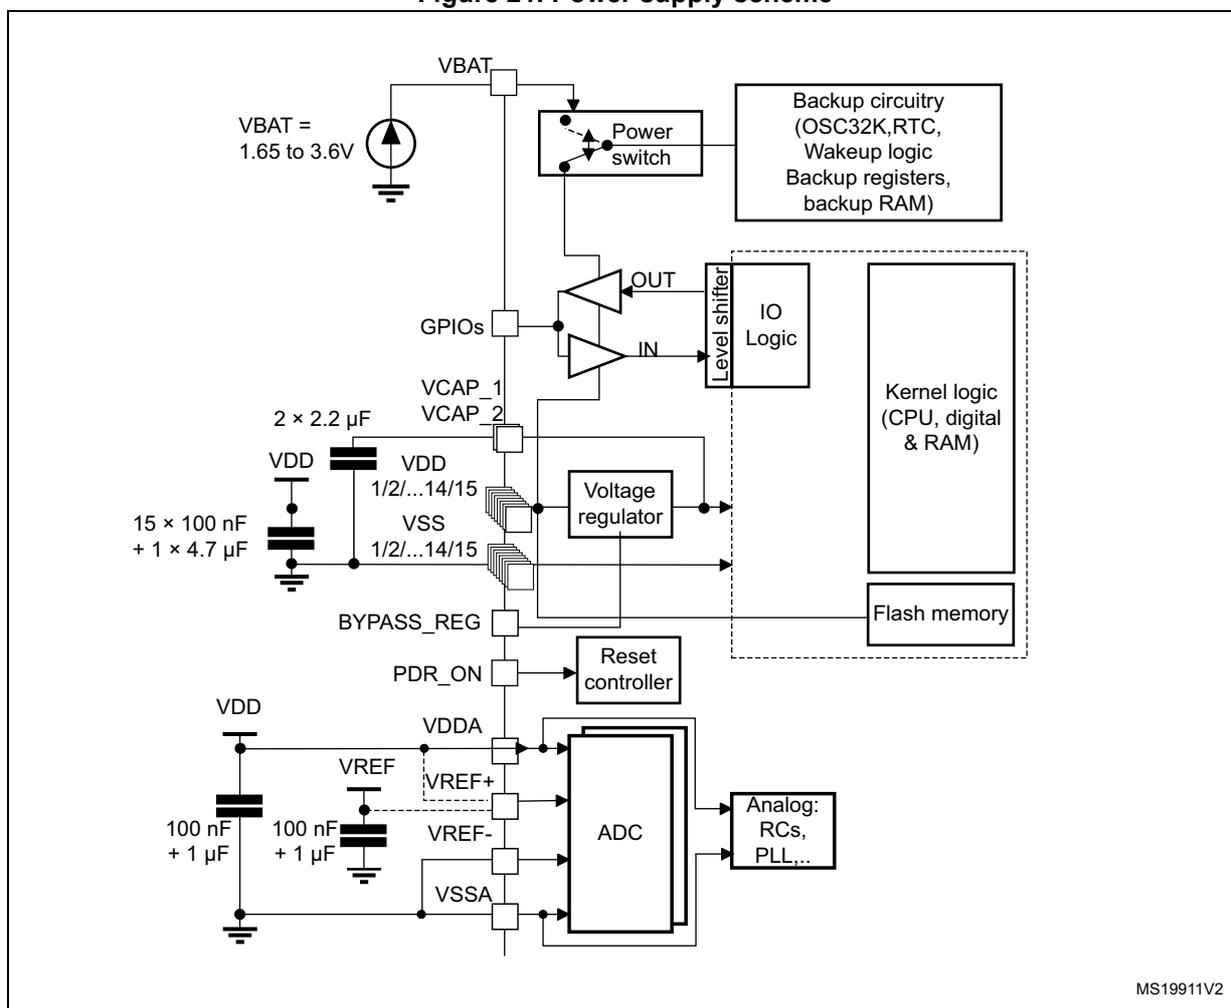 VBAT
VBAT =
1.65 to 3.6V
Power
switch
Backup circuitry
(OSC32K,RTC,
Wakeup logic
Backup registers,
backup RAM)
OUT
GPIOs
IN
Level shifter
IO
Logic
Kernel logic
(CPU, digital
& RAM)
VCAP_1
VCAP_2
2 × 2.2 μF
VDD
VDD
1/2/...14/15
Voltage
regulator
15 × 100 nF
+ 1 × 4.7 μF
VSS
1/2/...14/15
Flash memory
BYPASS_REG
PDR_ON
Reset
controller
VDD
VDDA
VREF
VREF+
100 nF
+ 1 μF
100 nF
+ 1 μF
VREF-
ADC
Analog:
RCs,
PLL,..
VSSA
MS19911V2